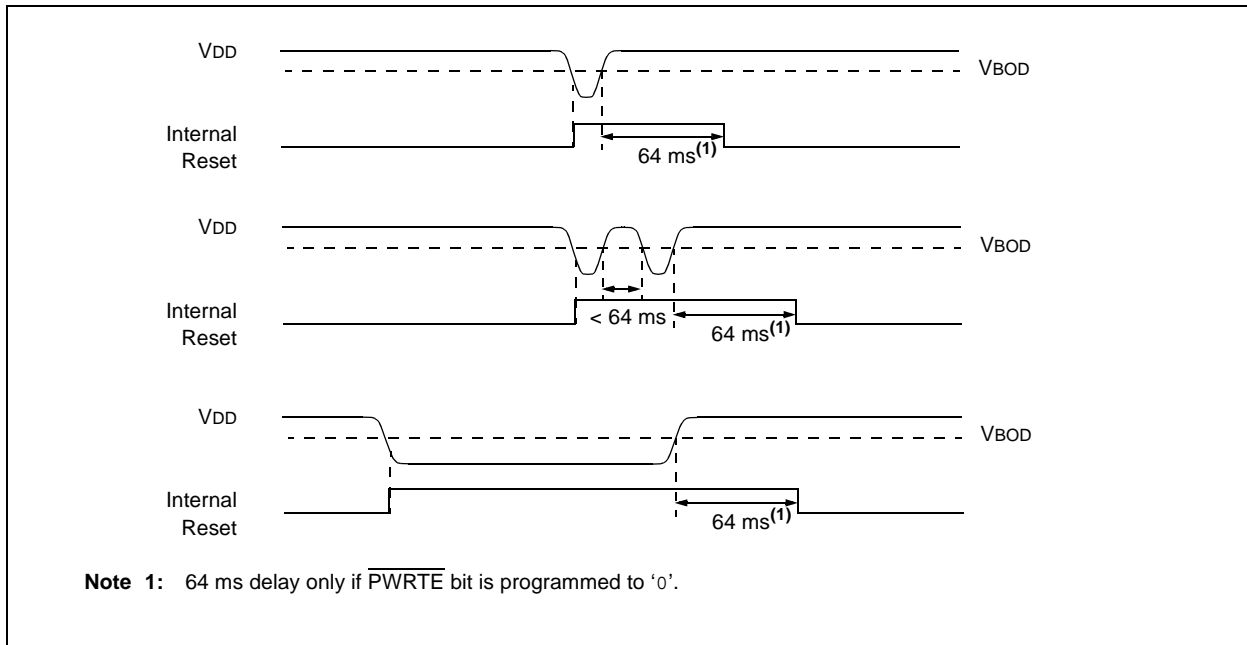 VDD
VBOD
Internal
Reset
64 ms(1)
VDD
VBOD
Internal
Reset
< 64 ms
64 ms(1)
VDD
VBOD
Internal
Reset
64 ms(1)
Note 1: 64 ms delay only if PWRTE bit is programmed to ‘0’.